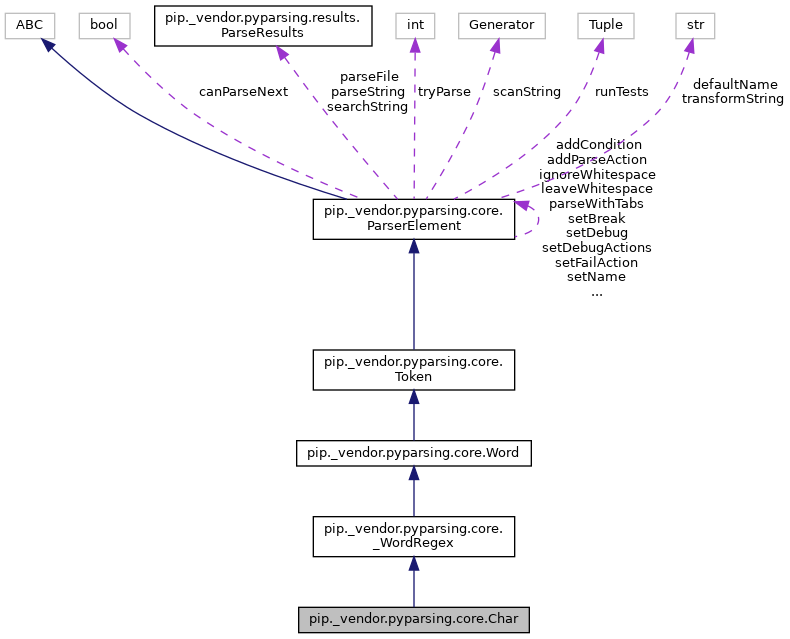 ABC
bool
pip._vendor.pyparsing.results.
ParseResults
int
Generator
Tuple
str
canParseNext
parseFile
parseString
searchString
tryParse
scanString
runTests
defaultName
transformString
addCondition
addParseAction
ignoreWhitespace
leaveWhitespace
parseWithTabs
setBreak
setDebug
setDebugActions
setFailAction
setName
...
pip._vendor.pyparsing.core.
ParserElement
pip._vendor.pyparsing.core.
Token
pip._vendor.pyparsing.core.Word
pip._vendor.pyparsing.core.
_WordRegex
pip._vendor.pyparsing.core.Char